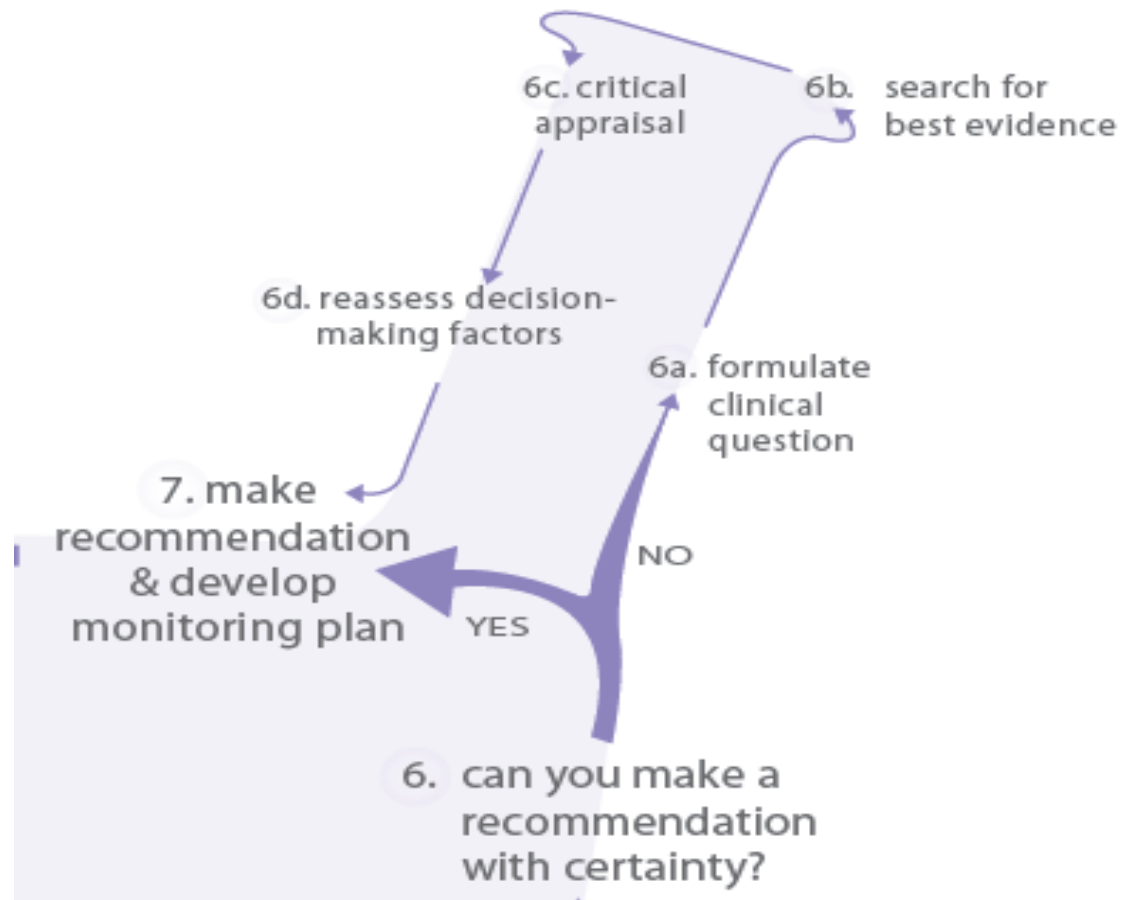 6c. critical
appraisal
6b. search for
best evidence
6d. reassess decision-
making factors
6a. formulate
clinical
question
7. make
recommendation
& develop
monitoring plan
NO
YES
6. can you make a
recommendation
with certainty?